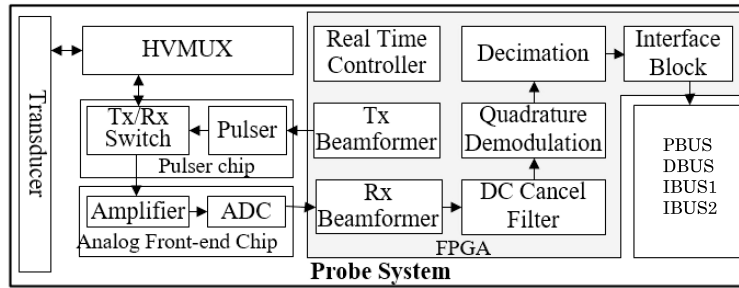 Transducer
HVMUX
Tx/Rx
Switch
Pulser
Pulser chip
Amplifier
ADC
Analog Front-end Chip
Real Time
Controller
Tx
Beamformer
Rx
Beamformer
Decimation
Quadrature
Demodulation
DC Cancel
Filter
FPGA
Interface
Block
PBUS
DBUS
IBUS1
IBUS2
Probe System